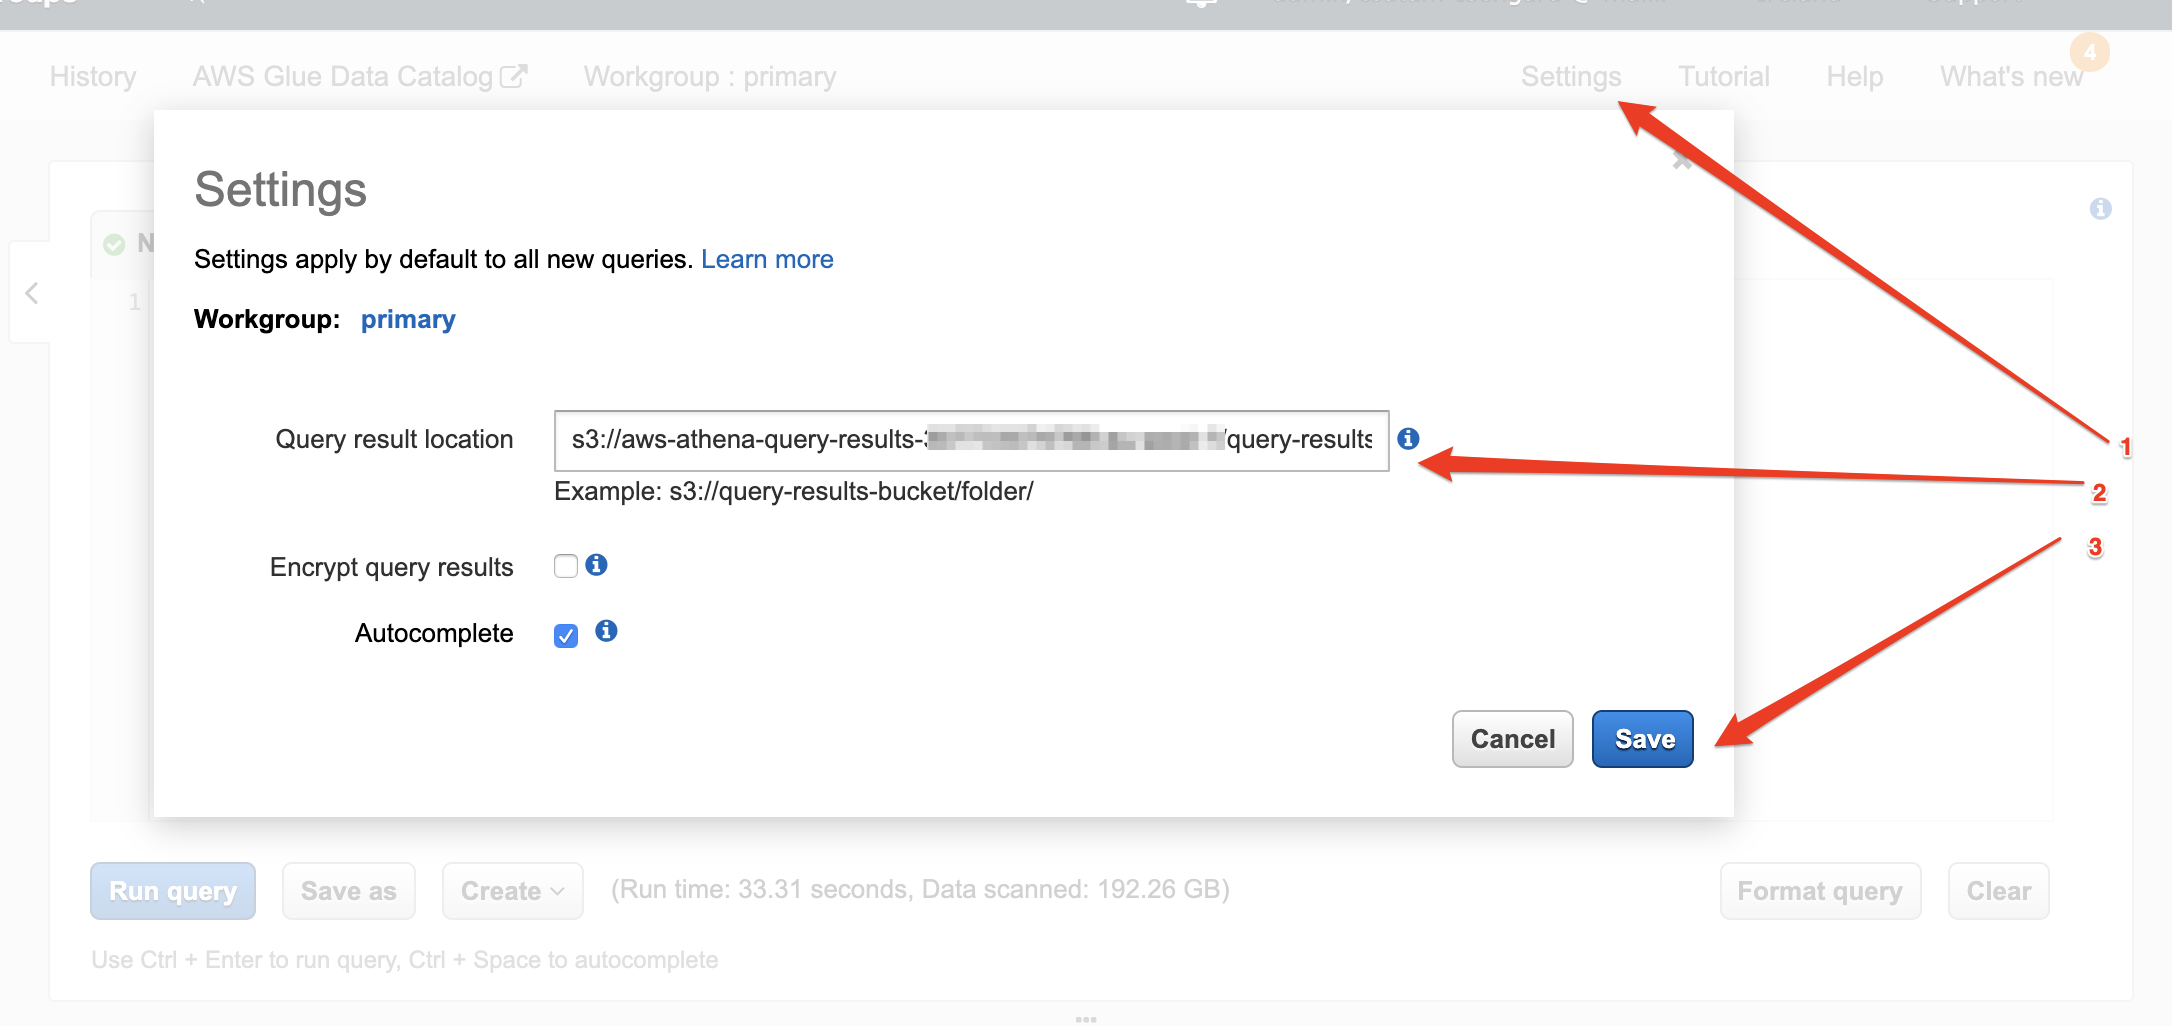 History AWS Glue Data Catalog Workgroup : primary Settings Tutorial Help What's new 4
Settings
Settings apply by default to all new queries. Learn more
N
1
Workgroup: primary
Query result location s3://aws-athena-query-results- /query-results
1
2
Example: s3://query-results-bucket/folder/
3
Encrypt query results
Autocomplete
Cancel Save
Run query Save as Create (Run time: 33.31 seconds, Data scanned: 192.26 GB) Format query Clear
Use Ctrl + Enter to run query, Ctrl + Space to autocomplete